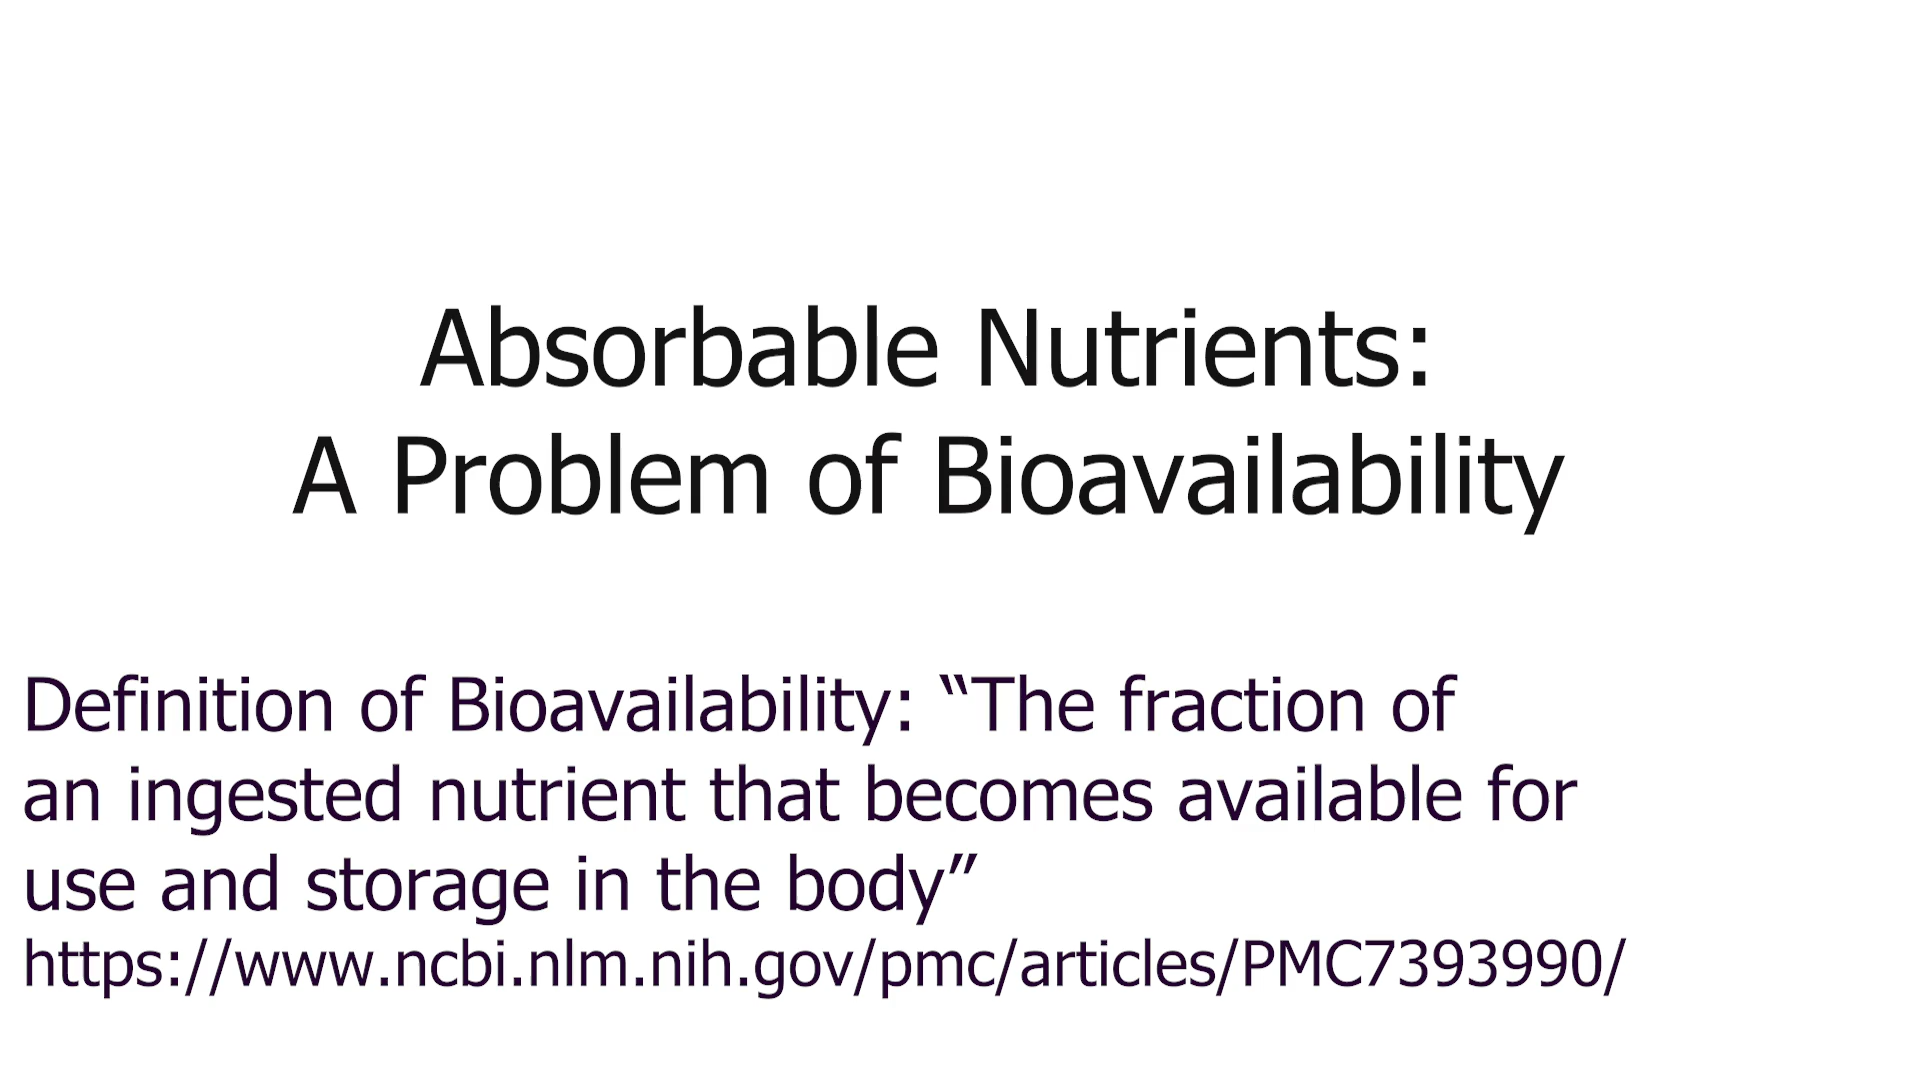 Absorbable Nutrients:
A Problem of Bioavailability
Definition of Bioavailability: “The fraction of
an ingested nutrient that becomes available for
use and storage in the body”
https://www.ncbi.nlm.nih.gov/pmc/articles/PMC7393990/